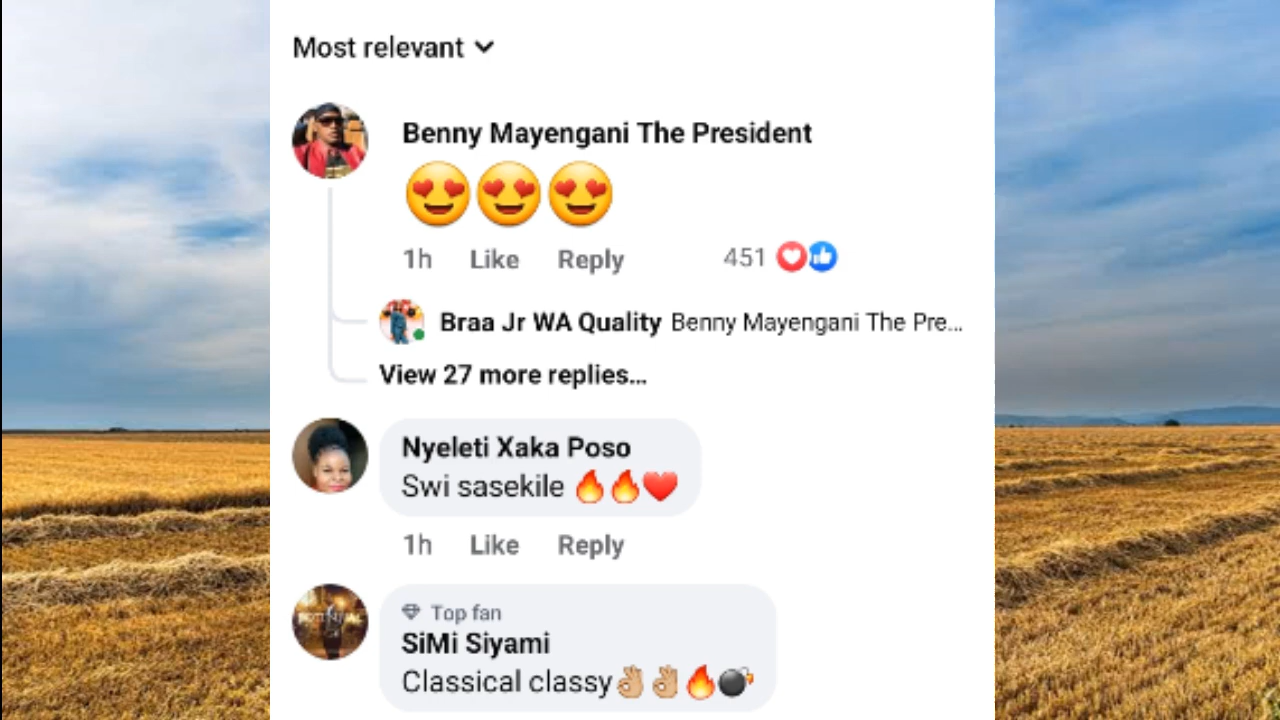 Most relevant
Benny Mayengani The President
😍😍😍
1h Like Reply 451
Braa Jr WA Quality Benny Mayengani The Pre...
View 27 more replies...
Nyeleti Xaka Poso
Swi sasekile 🔥🔥❤️
1h Like Reply
Top fan
SiMi Siyami
Classical classy👌🏼👌🏼🔥💣